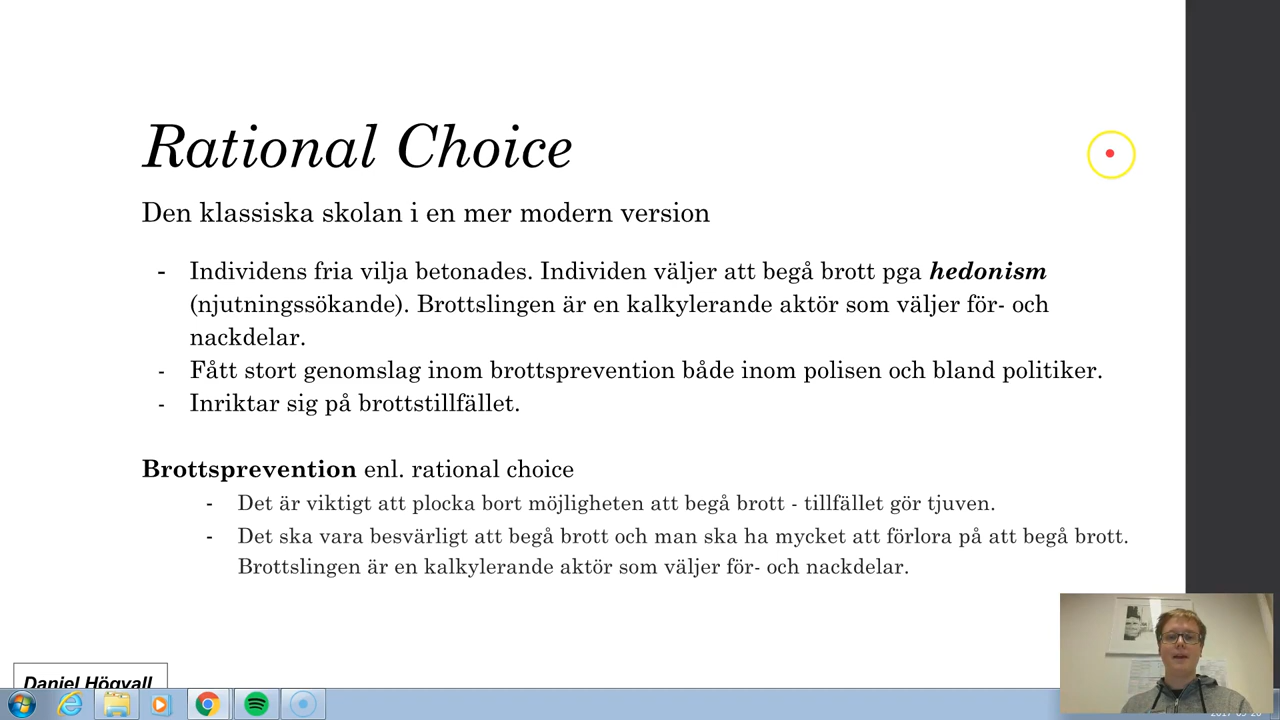 Rational Choice
Den klassiska skolan i en mer modern version
- Individens fria vilja betonades. Individen väljer att begå brott pga hedonism
(njutningssökande). Brottslingen är en kalkylerande aktör som väljer för- och
nackdelar.
- Fått stort genomslag inom brottsprevention både inom polisen och bland politiker.
- Inriktar sig på brottstillfället.
Brottsprevention enl. rational choice
- Det är viktigt att plocka bort möjligheten att begå brott - tillfället gör tjuven.
- Det ska vara besvärligt att begå brott och man ska ha mycket att förlora på att begå brott.
Brottslingen är en kalkylerande aktör som väljer för- och nackdelar.
Daniel Högvall